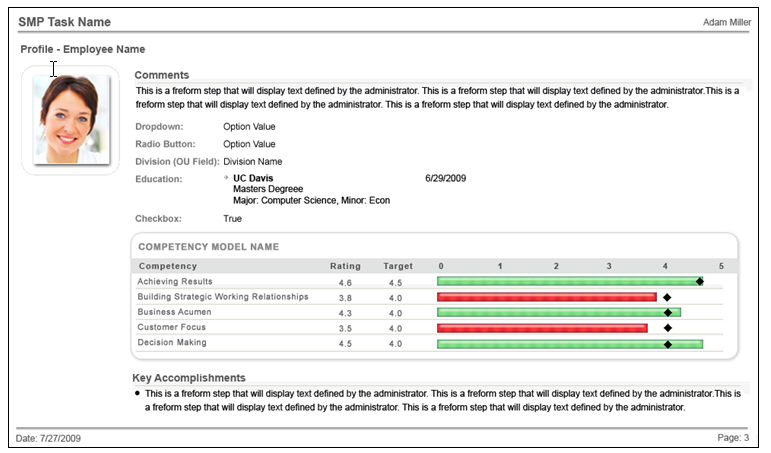 SMP Task Name
Adam Miller
Profile - Employee Name
Comments
This is a freform step that will display text defined by the administrator. This is a freform step that will display text defined by the administrator.This is a
freform step that will display text defined by the administrator. This is a freform step that will display text defined by the administrator.
Dropdown: Option Value
Radio Button: Option Value
Division (OU Field): Division Name
Education: UC Davis 6/29/2009
Masters Degreee
Major: Computer Science, Minor: Econ
Checkbox: True
COMPETENCY MODEL NAME
Competency Rating Target 0 1 2 3 4 5
Achieving Results 4.6 4.5
Building Strategic Working Relationships 3.8 4.0
Business Acumen 4.3 4.0
Customer Focus 3.5 4.0
Decision Making 4.5 4.0
Key Accomplishments
• This is a freform step that will display text defined by the administrator. This is a freform step that will display text defined by the administrator.This is
a freform step that will display text defined by the administrator. This is a freform step that will display text defined by the administrator.
Date: 7/27/2009
Page: 3